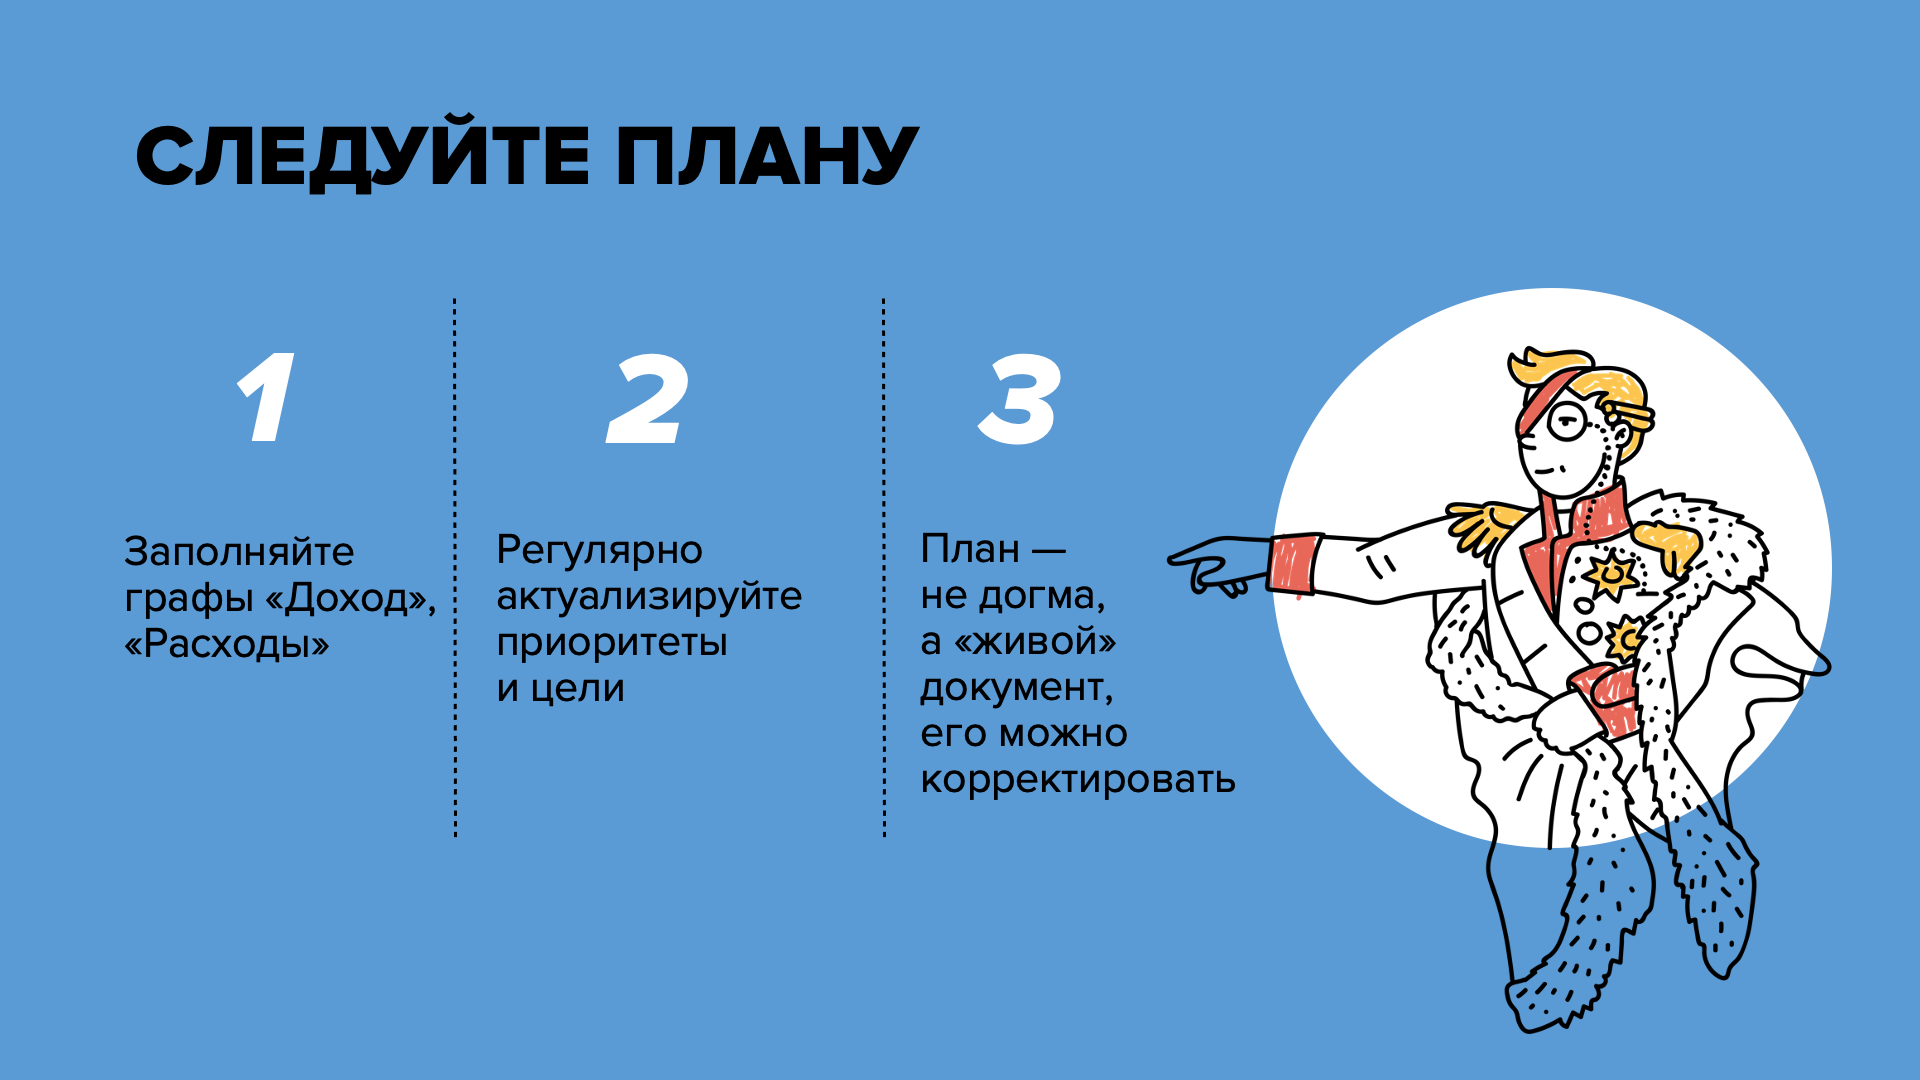 СЛЕДУЙТЕ ПЛАНУ
1
Заполняйте
графы «Доход»,
«Расходы»
2
Регулярно
актуализируйте
приоритеты
и цели
3
План —
не догма,
а «живой»
документ,
его можно
корректировать